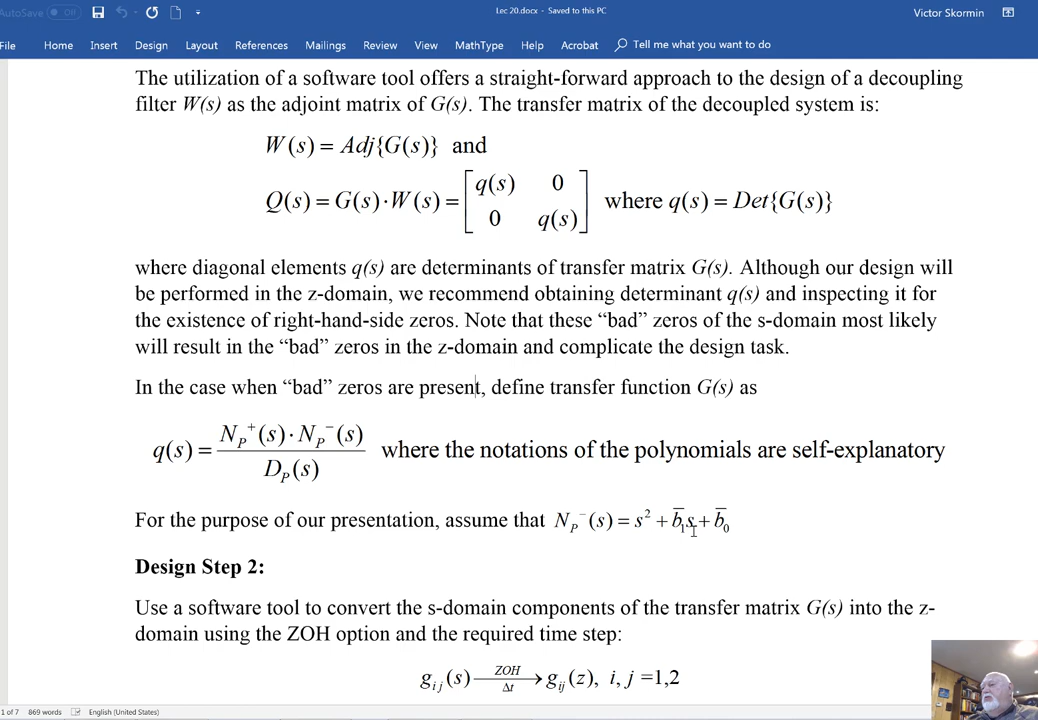 AutoSave Off
Lec 20.docx - Saved to this PC
Victor Skormin
File Home Insert Design Layout References Mailings Review View MathType Help Acrobat Tell me what you want to do
The utilization of a software tool offers a straight-forward approach to the design of a decoupling
filter W(s) as the adjoint matrix of G(s). The transfer matrix of the decoupled system is:
W(s) = Adj{G(s)} and
Q(s) = G(s)·W(s) = [q(s) 0; 0 q(s)] where q(s) = Det{G(s)}
where diagonal elements q(s) are determinants of transfer matrix G(s). Although our design will
be performed in the z-domain, we recommend obtaining determinant q(s) and inspecting it for
the existence of right-hand-side zeros. Note that these “bad” zeros of the s-domain most likely
will result in the “bad” zeros in the z-domain and complicate the design task.
In the case when “bad” zeros are present, define transfer function G(s) as
q(s) = N_P^+(s)·N_P^−(s) / D_P(s) where the notations of the polynomials are self-explanatory
For the purpose of our presentation, assume that N_P^−(s) = s² + b̄₁s + b̄₀
Design Step 2:
Use a software tool to convert the s-domain components of the transfer matrix G(s) into the z-
domain using the ZOH option and the required time step:
g_ij(s) —ZOH/Δt→ g_ij(z), i, j =1,2
1 of 7 869 words English (United States)